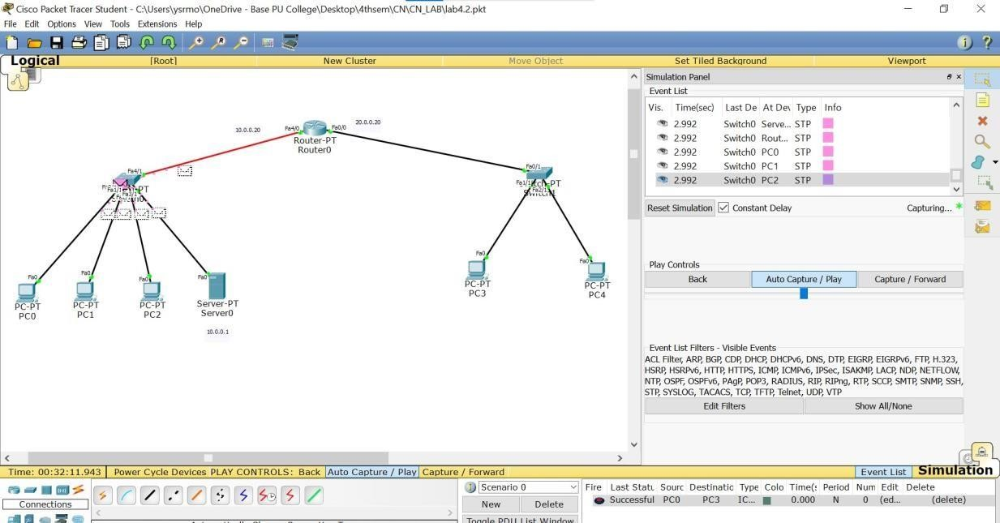 Cisco Packet Tracer Student - C:\Users\ysrmo\OneDrive - Base PU College\Desktop\4thsem\CN\CN_LAB\lab4.2.pkt
File Edit Options View Tools Extensions Help
Logical [Root] New Cluster Move Object Set Tiled Background Viewport
Simulation Panel
Event List
Vis. Time(sec) Last De At Dev Type Info
2.992 Switch0 Serve... STP
2.992 Switch0 Rout... STP
2.992 Switch0 PC0 STP
2.992 Switch0 PC1 STP
2.992 Switch0 PC2 STP
Reset Simulation Constant Delay Capturing...
Play Controls
Back Auto Capture / Play Capture / Forward
Event List Filters - Visible Events
ACL Filter, ARP, BGP, CDP, DHCP, DHCPv6, DNS, DTP, EIGRP, EIGRPv6, FTP, H.323,
HSRP, HSRPv6, HTTP, HTTPS, ICMP, ICMPv6, IPSec, ISAKMP, LACP, NDP, NETFLOW,
NTP, OSPF, OSPFv6, PAgP, POP3, RADIUS, RIP, RIPng, RTP, SCCP, SMTP, SNMP, SSH,
STP, SYSLOG, TACACS, TCP, TFTP, Telnet, UDP, VTP
Edit Filters Show All/None
10.0.0.20 Fa4/0 Fa0/0 20.0.0.20
Router-PT
Router0
Fa4/1 Fa0/1
Fa0 Fa0 Fa0 Fa0 Fa0 Fa0
PC-PT
PC0
PC-PT
PC1
PC-PT
PC2
Server-PT
Server0
10.0.0.1
PC-PT
PC3
PC-PT
PC4
Time: 00:32:11.943 Power Cycle Devices PLAY CONTROLS: Back Auto Capture / Play Capture / Forward Event List Simulation
Connections
Scenario 0
New Delete
Toggle PDU List Window
Fire Last Statu Sourc Destinatic Type Colo Time(s Period Num Edit Delete
Successful PC0 PC3 IC... 0.000 N 0 (ed... (delete)